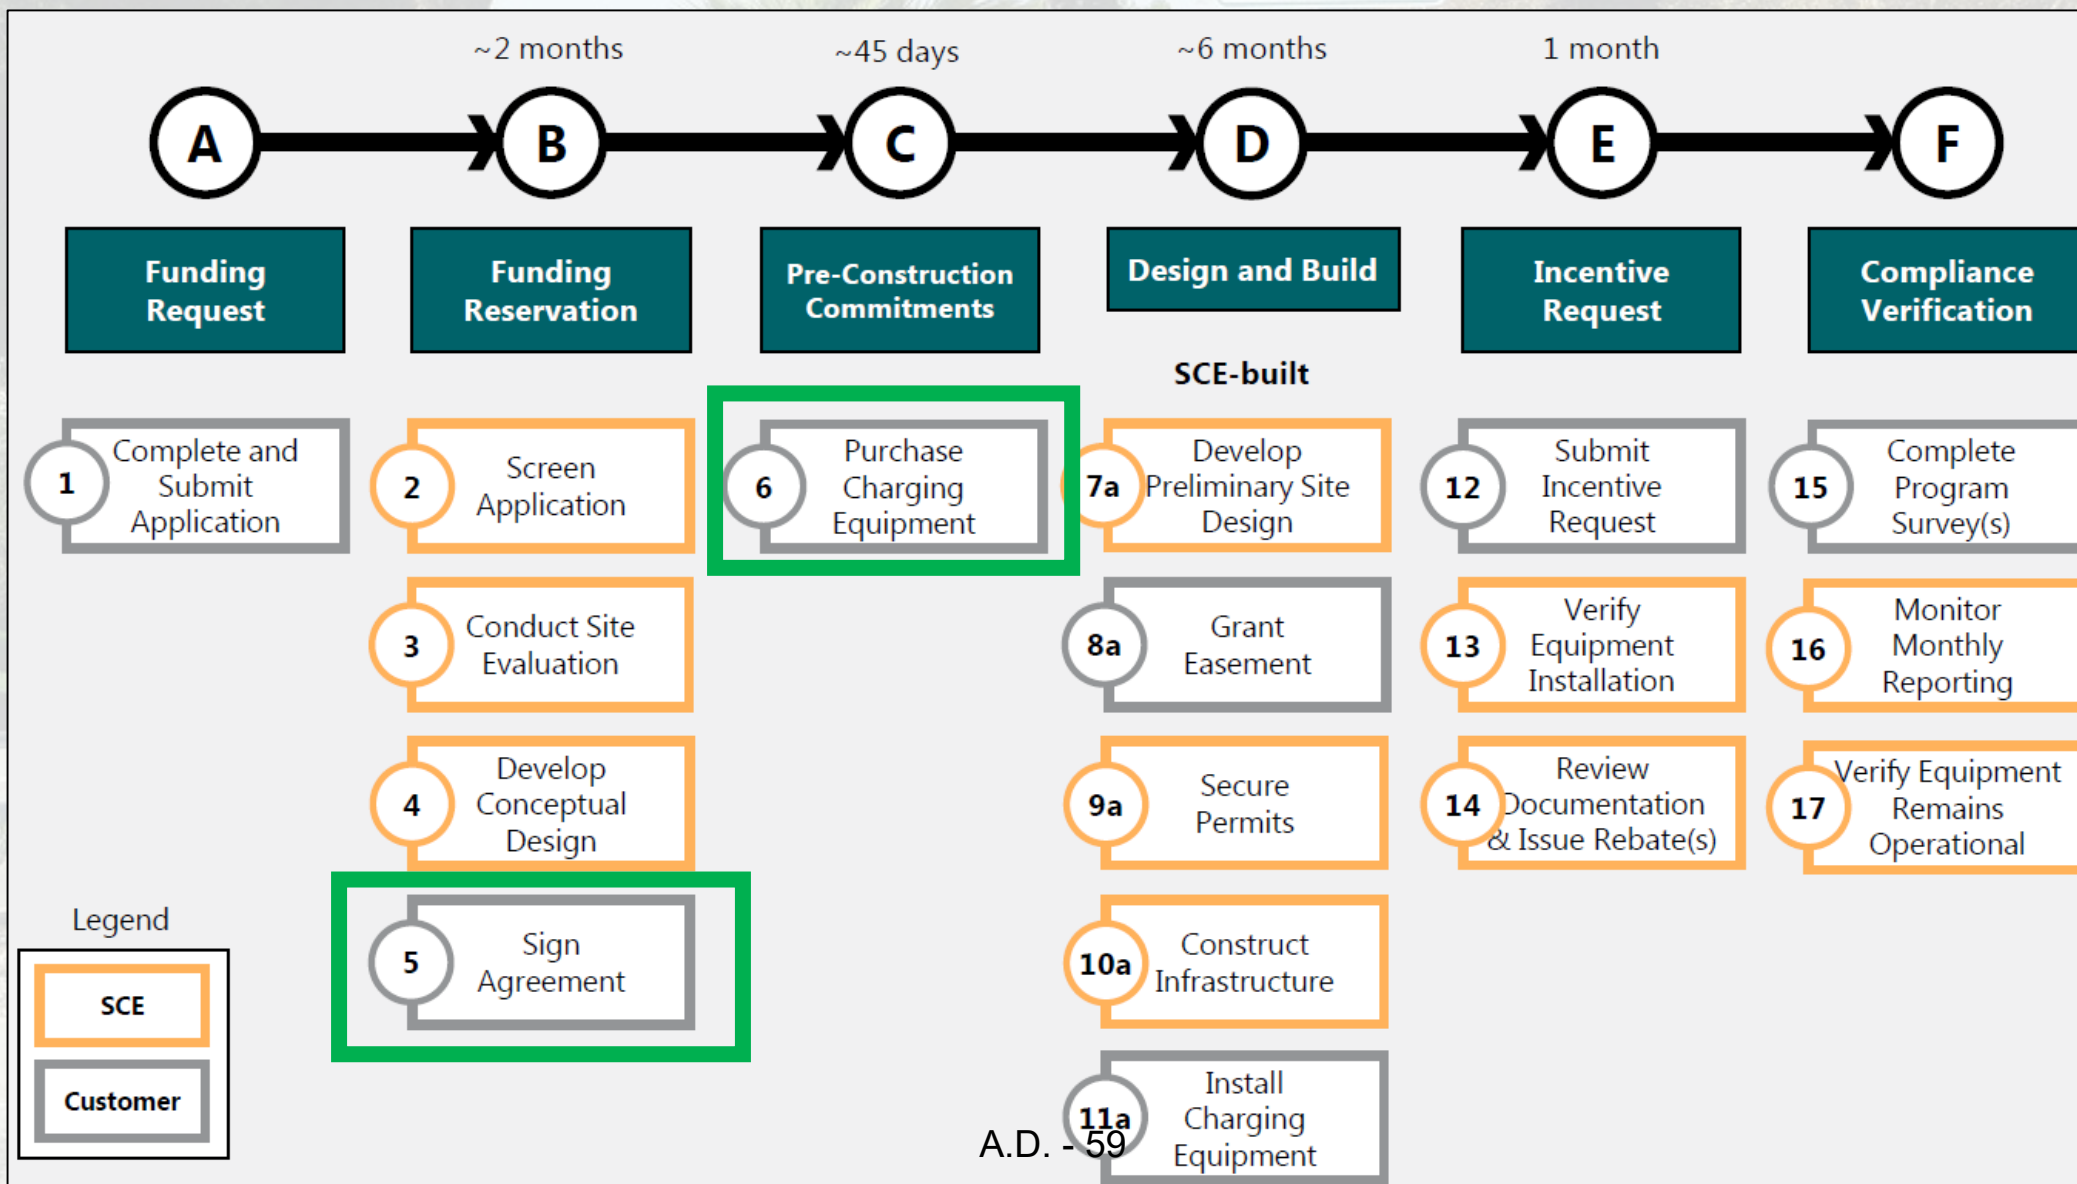 ~2 months
~45 days
~6 months
1 month
A
B
C
D
E
F
Funding
Request
Funding
Reservation
Pre-Construction
Commitments
Design and Build
Incentive
Request
Compliance
Verification
SCE-built
1
Complete and
Submit
Application
2
Screen
Application
3
Conduct Site
Evaluation
4
Develop
Conceptual
Design
5
Sign
Agreement
6
Purchase
Charging
Equipment
7a
Develop
Preliminary Site
Design
8a
Grant
Easement
9a
Secure
Permits
10a
Construct
Infrastructure
11a
Install
Charging
Equipment
12
Submit
Incentive
Request
13
Verify
Equipment
Installation
14
Review
Documentation
& Issue Rebate(s)
15
Complete
Program
Survey(s)
16
Monitor
Monthly
Reporting
17
Verify Equipment
Remains
Operational
Legend
SCE
Customer
A.D. - 59